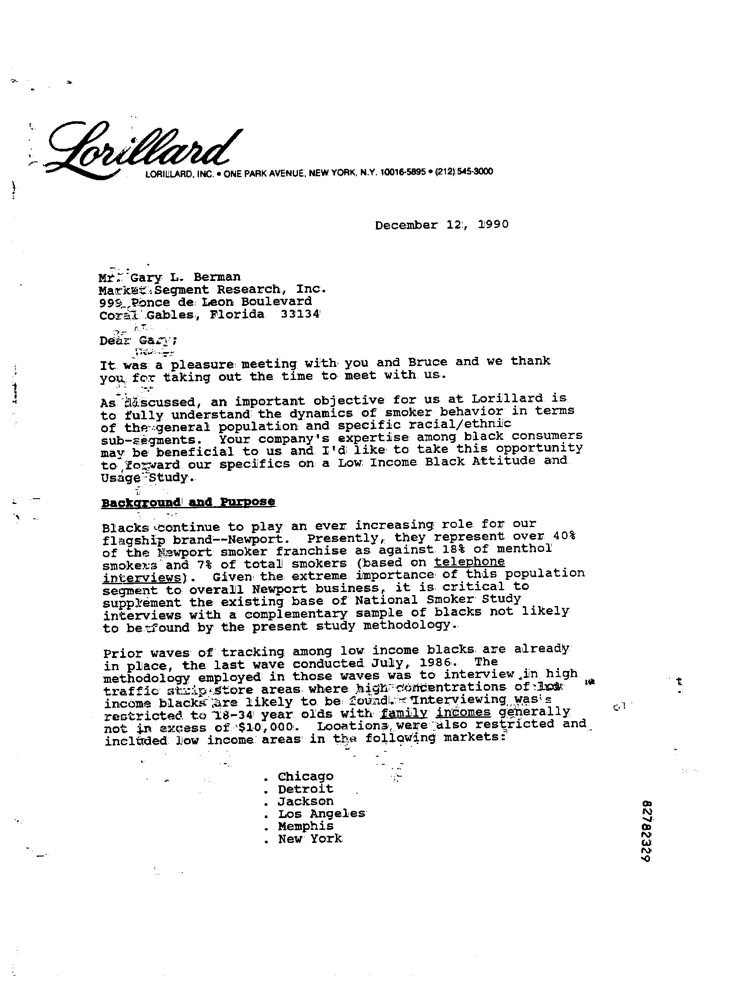 Lorillard
LORILLARD, INC. • ONE PARK AVENUE, NEW YORK, N.Y. 10016-5895 • (212) 545-3000
December 12, 1990
Mr. Gary L. Berman
Market Segment Research, Inc.
999 Ponce de Leon Boulevard
Coral Gables, Florida 33134
Dear Gary;
It was a pleasure meeting with you and Bruce and we thank
you for taking out the time to meet with us.
As discussed, an important objective for us at Lorillard is
to fully understand the dynamics of smoker behavior in terms
of the general population and specific racial/ethnic
sub-segments. Your company's expertise among black consumers
may be beneficial to us and I'd like to take this opportunity
to forward our specifics on a Low Income Black Attitude and
Usage Study.
Background and Purpose
Blacks continue to play an ever increasing role for our
flagship brand--Newport. Presently, they represent over 40%
of the Newport smoker franchise as against 18% of menthol
smokers and 7% of total smokers (based on telephone
interviews). Given the extreme importance of this population
segment to overall Newport business, it is critical to
supplement the existing base of National Smoker Study
interviews with a complementary sample of blacks not likely
to be found by the present study methodology.
Prior waves of tracking among low income blacks are already
in place, the last wave conducted July, 1986. The
methodology employed in those waves was to interview in high
traffic strip store areas where high concentrations of low
income blacks are likely to be found. Interviewing was
restricted to 18-34 year olds with family incomes generally
not in excess of $10,000. Locations were also restricted and
included low income areas in the following markets:
. Chicago
. Detroit
. Jackson
. Los Angeles
. Memphis
. New York
82782329